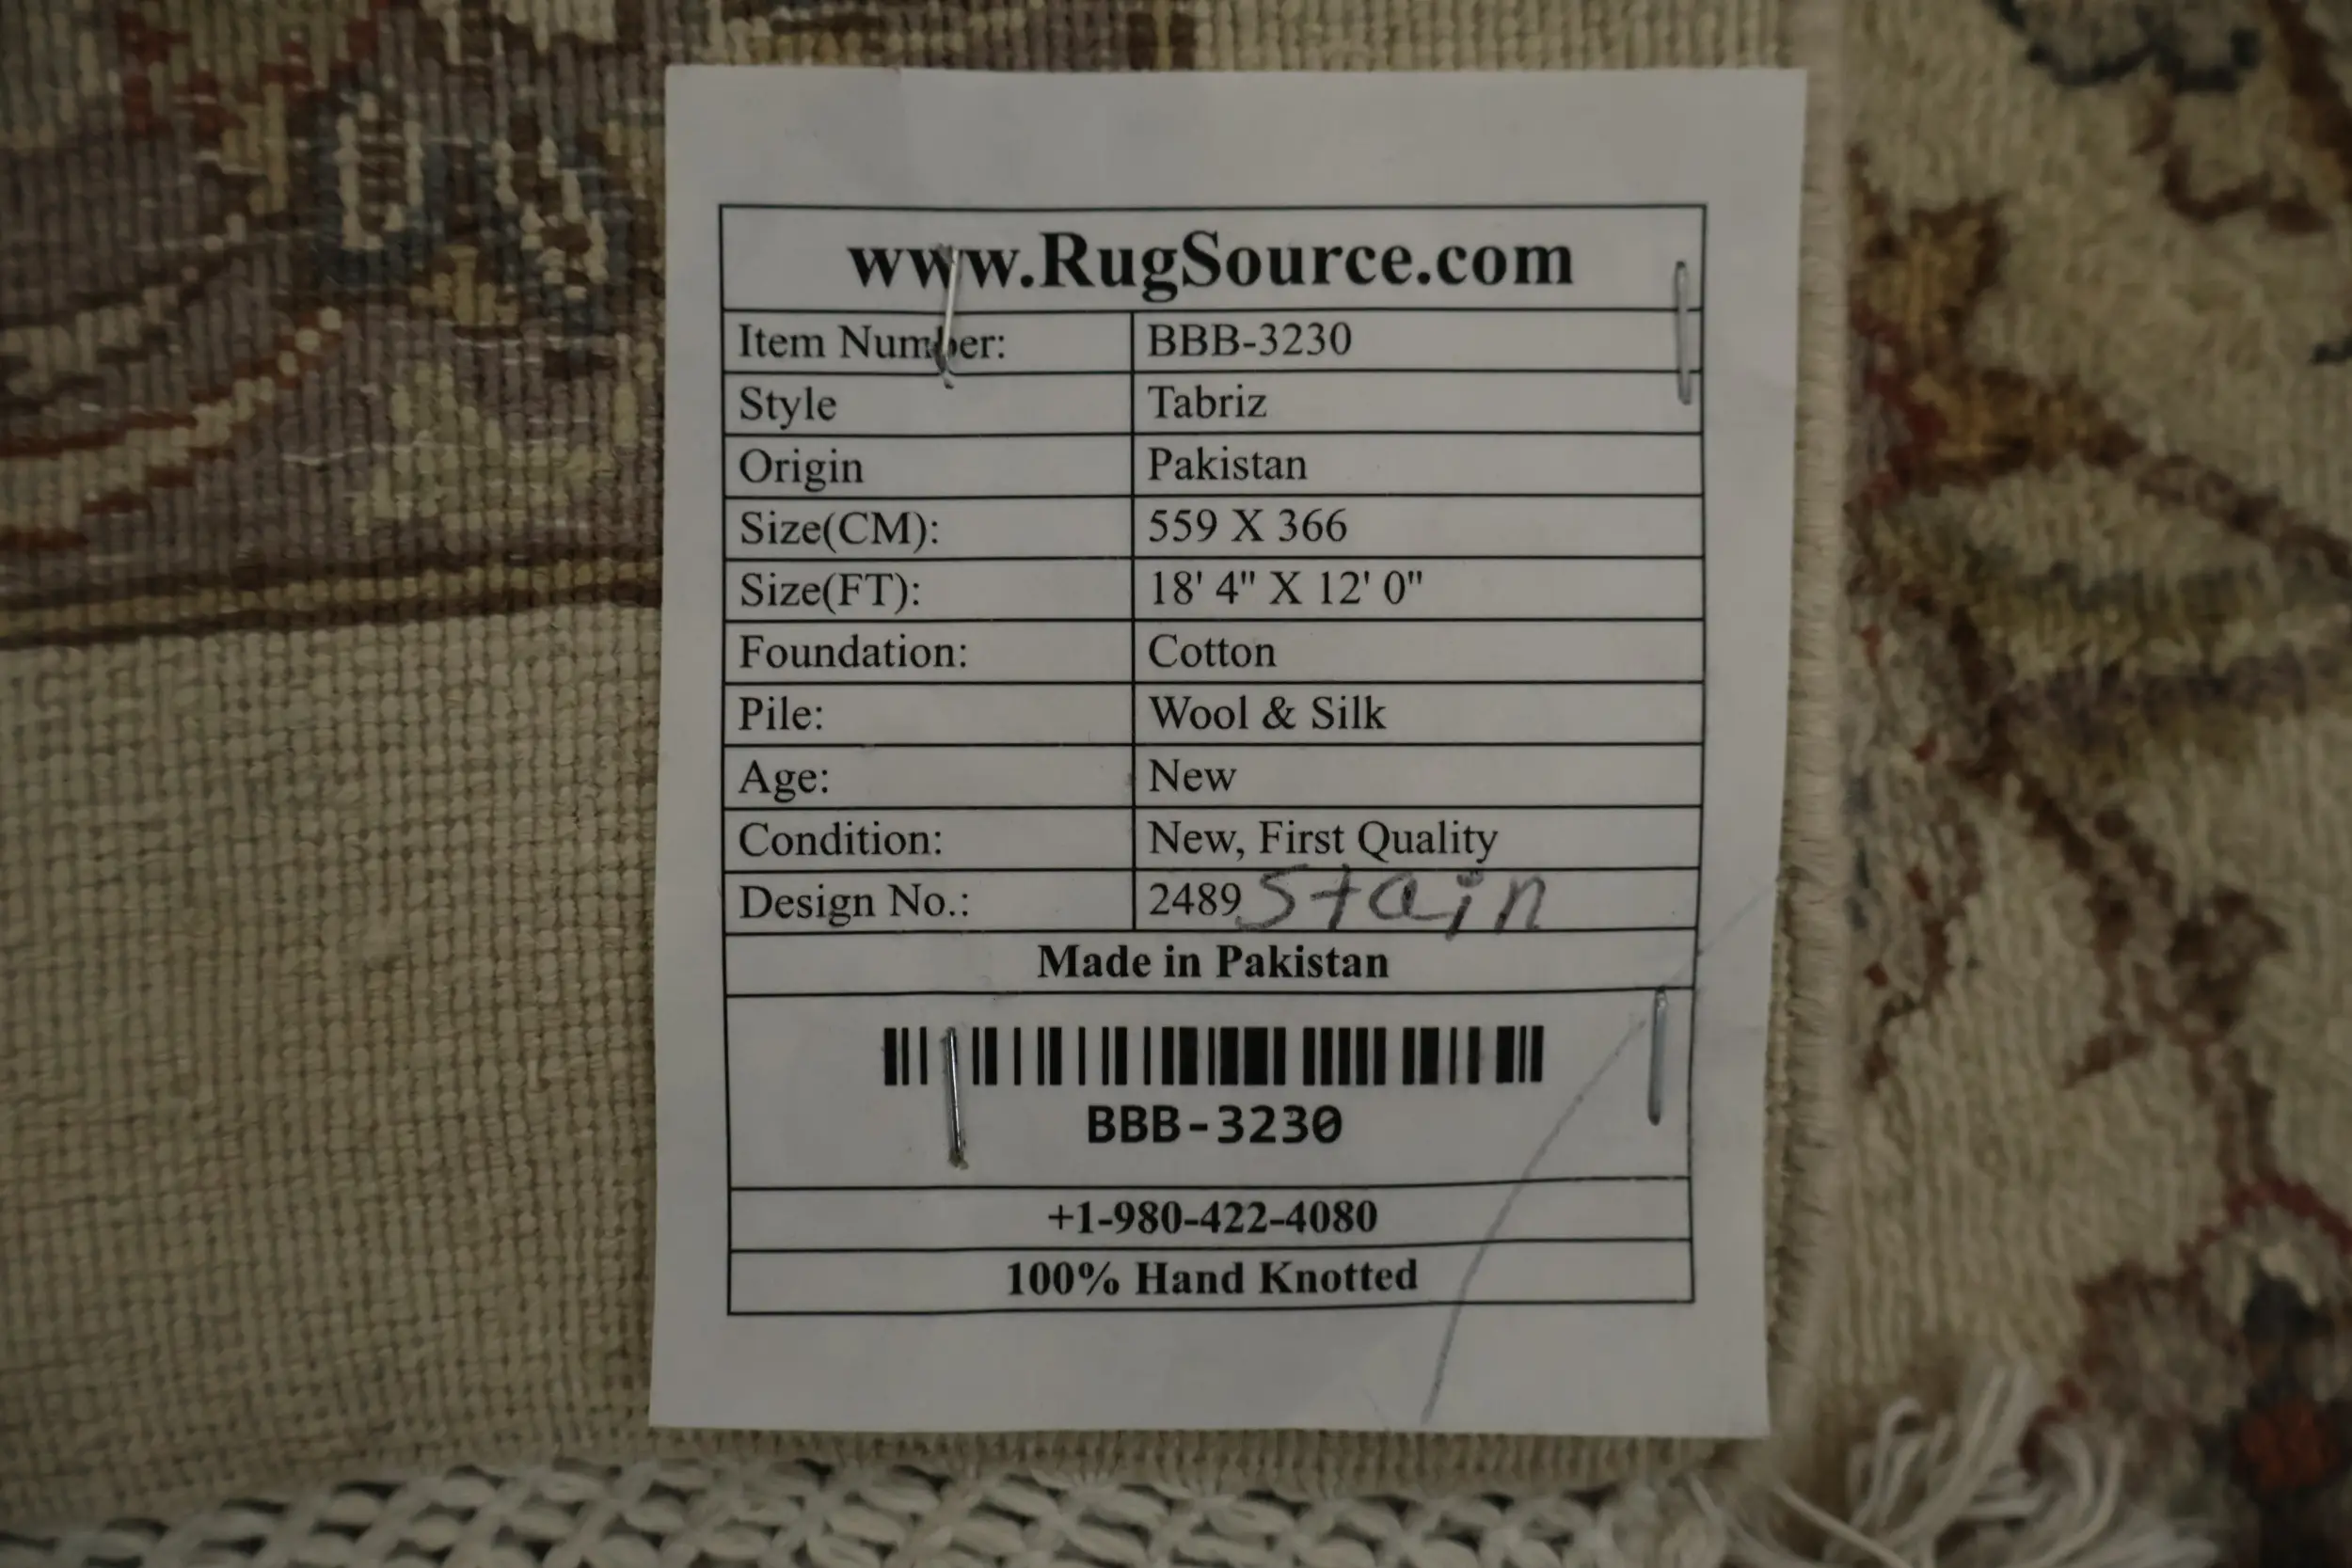 www.RugSource.com
Item Number: BBB-3230
Style Tabriz
Origin Pakistan
Size(CM): 559 X 366
Size(FT): 18' 4" X 12' 0"
Foundation: Cotton
Pile: Wool & Silk
Age: New
Condition: New, First Quality
Design No.: 2489 Stain
Made in Pakistan
BBB-3230
+1-980-422-4080
100% Hand Knotted